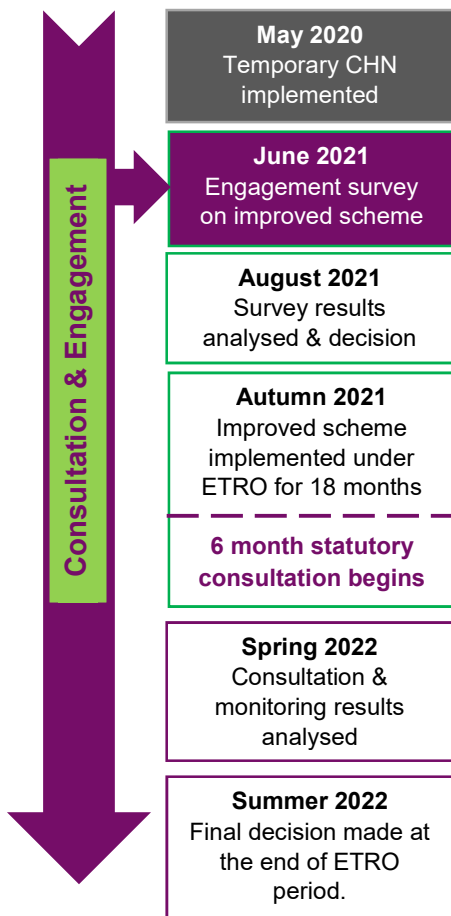 May 2020
Temporary CHN
implemented
June 2021
Engagement survey
on improved scheme
August 2021
Survey results
analysed & decision
Autumn 2021
Improved scheme
implemented under
ETRO for 18 months
6 month statutory
consultation begins
Spring 2022
Consultation &
monitoring results
analysed
Summer 2022
Final decision made at
the end of ETRO
period.
Consultation & Engagement